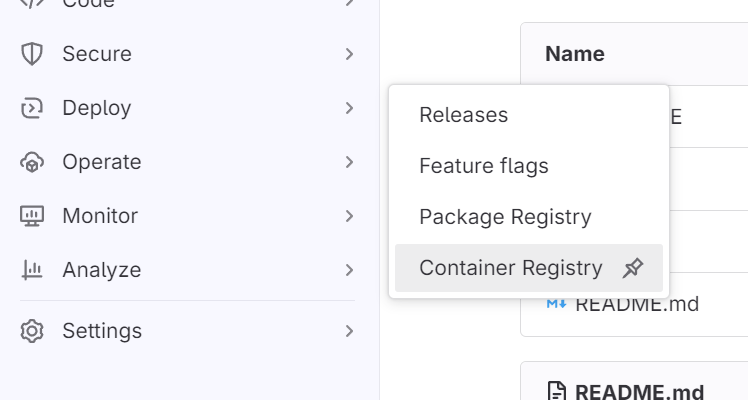 Code
Secure
Deploy
Operate
Monitor
Analyze
Settings
Name
Releases
E
Feature flags
Package Registry
Container Registry
README.md
README.md